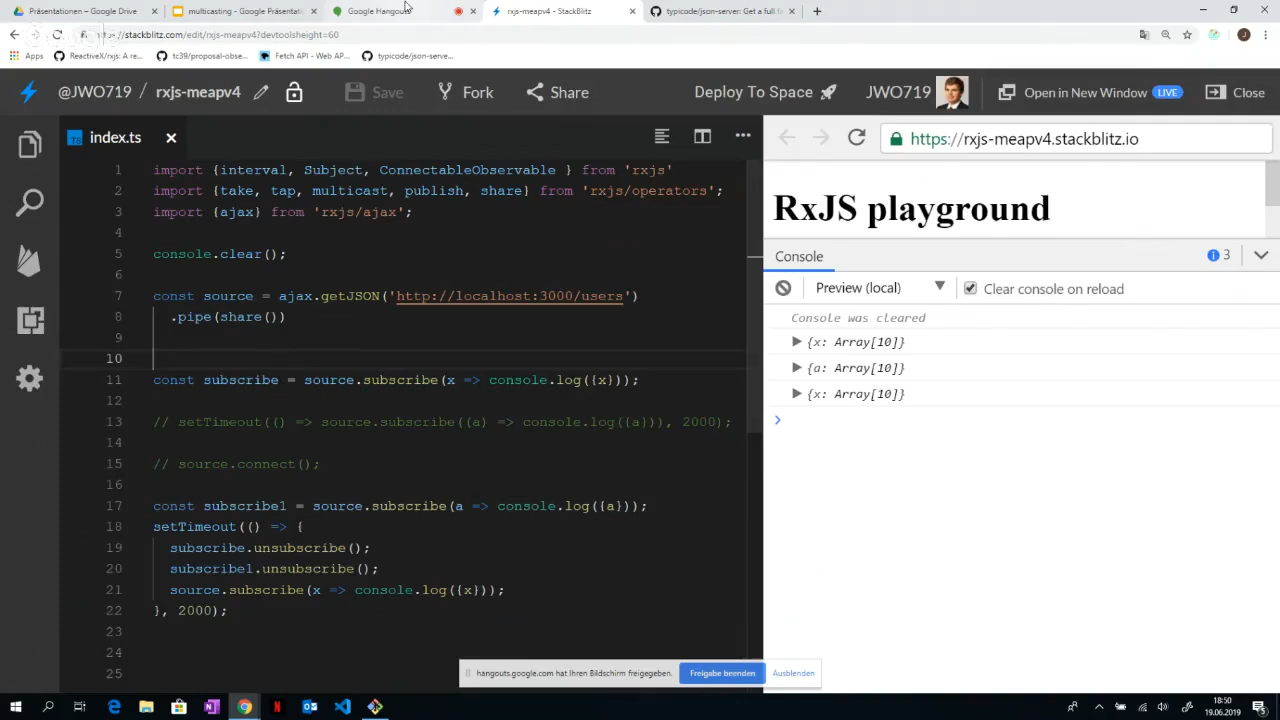 Präsentationen - Google Drive
multicasting - Google Präsentati
Google Hangouts
rxjs-meapv4 - StackBlitz
typicode/json-server: Get a full f
https://stackblitz.com/edit/rxjs-meapv4?devtoolsheight=60
Apps
ReactiveX/rxjs: A re...
tc39/proposal-obse...
Fetch API - Web AP...
typicode/json-serve...
@JWO719 / rxjs-meapv4
Save
Fork
Share
Deploy To Space
JWO719
Open in New Window LIVE
Close
TS index.ts
https://rxjs-meapv4.stackblitz.io
1 import {interval, Subject, ConnectableObservable } from 'rxjs'
2 import {take, tap, multicast, publish, share} from 'rxjs/operators';
3 import {ajax} from 'rxjs/ajax';
4
5 console.clear();
6
7 const source = ajax.getJSON('http://localhost:3000/users')
8 .pipe(share())
9
10
11 const subscribe = source.subscribe(x => console.log({x}));
12
13 // setTimeout(() => source.subscribe((a) => console.log({a})), 2000);
14
15 // source.connect();
16
17 const subscribe1 = source.subscribe(a => console.log({a}));
18 setTimeout(() => {
19 subscribe.unsubscribe();
20 subscribe1.unsubscribe();
21 source.subscribe(x => console.log({x}));
22 }, 2000);
23
24
25
RxJS playground
Console
3
Preview (local)
Clear console on reload
Console was cleared
{x: Array[10]}
{a: Array[10]}
{x: Array[10]}
hangouts.google.com hat Ihren Bildschirm freigegeben.
Freigabe beenden
Ausblenden
18:50
19.06.2019